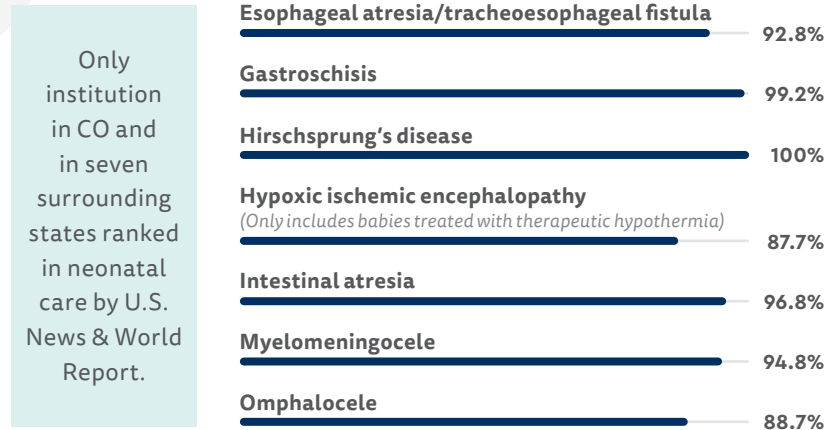 Only
institution
in CO and
in seven
surrounding
states ranked
in neonatal
care by U.S.
News & World
Report.
Esophageal atresia/tracheoesophageal fistula
92.8%
Gastroschisis
99.2%
Hirschsprung's disease
100%
Hypoxic ischemic encephalopathy
(Only includes babies treated with therapeutic hypothermia)
87.7%
Intestinal atresia
96.8%
Myelomeningocele
94.8%
Omphalocele
88.7%